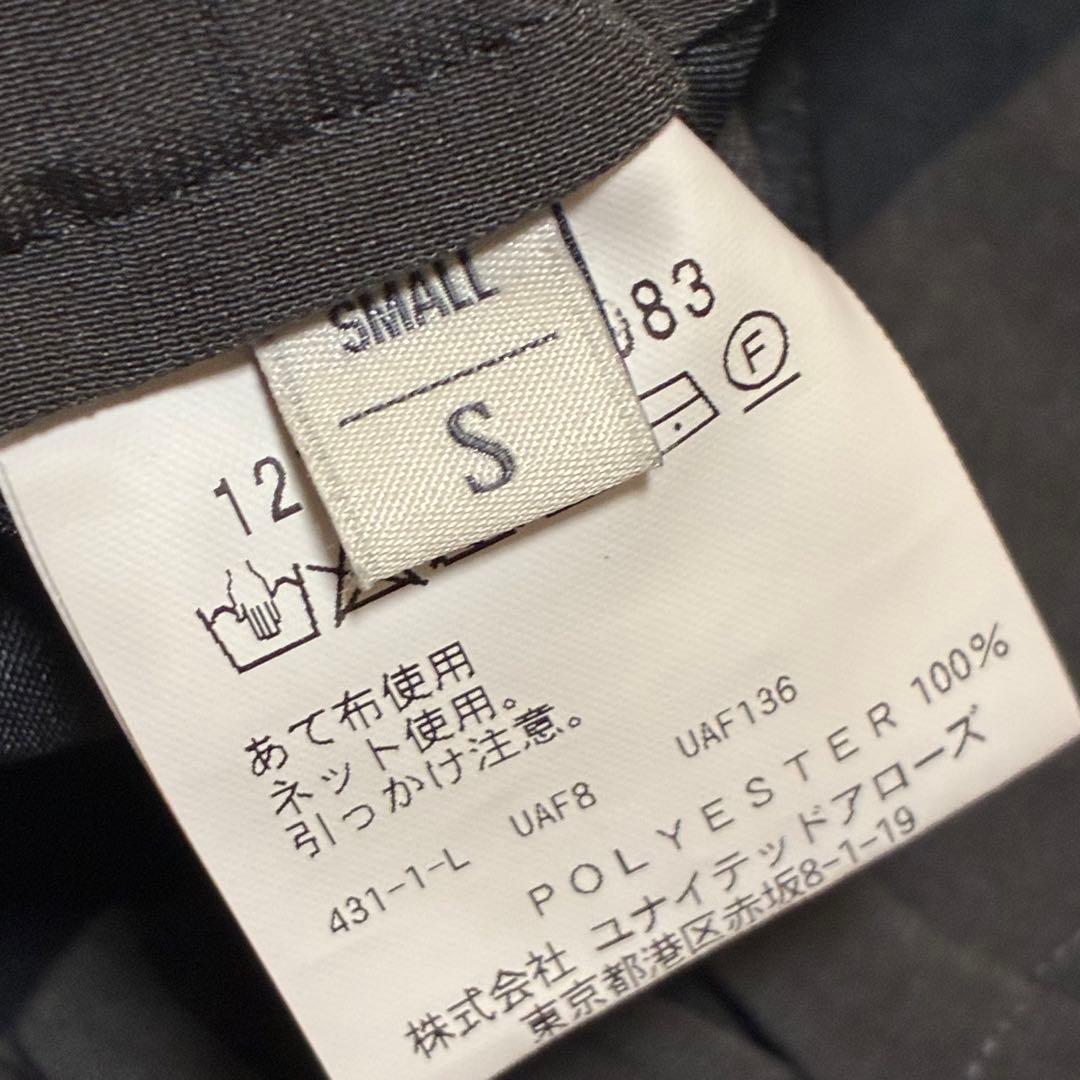 SMALL
S
12
083
F
あて布使用
ネット使用。
引っかけ注意。
431-1-L UAF8 UAF136
POLYESTER 100%
株式会社 ユナイテッドアローズ
東京都港区赤坂8-1-19